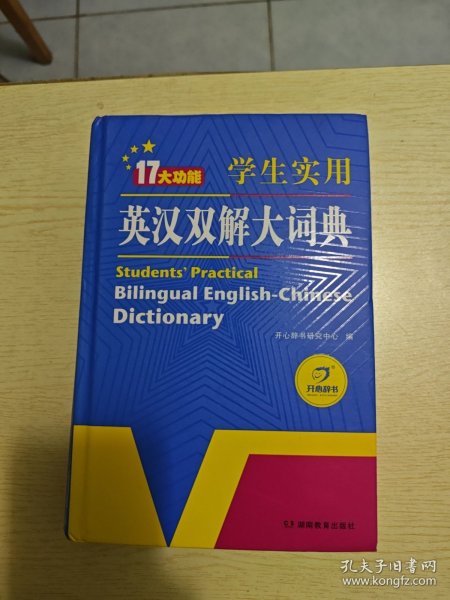 17大功能
学生实用
英汉双解大词典
Students' Practical
Bilingual English-Chinese
Dictionary
开心辞书研究中心 编
开心辞书
湖南教育出版社
孔夫子旧书网
www.kongfz.com